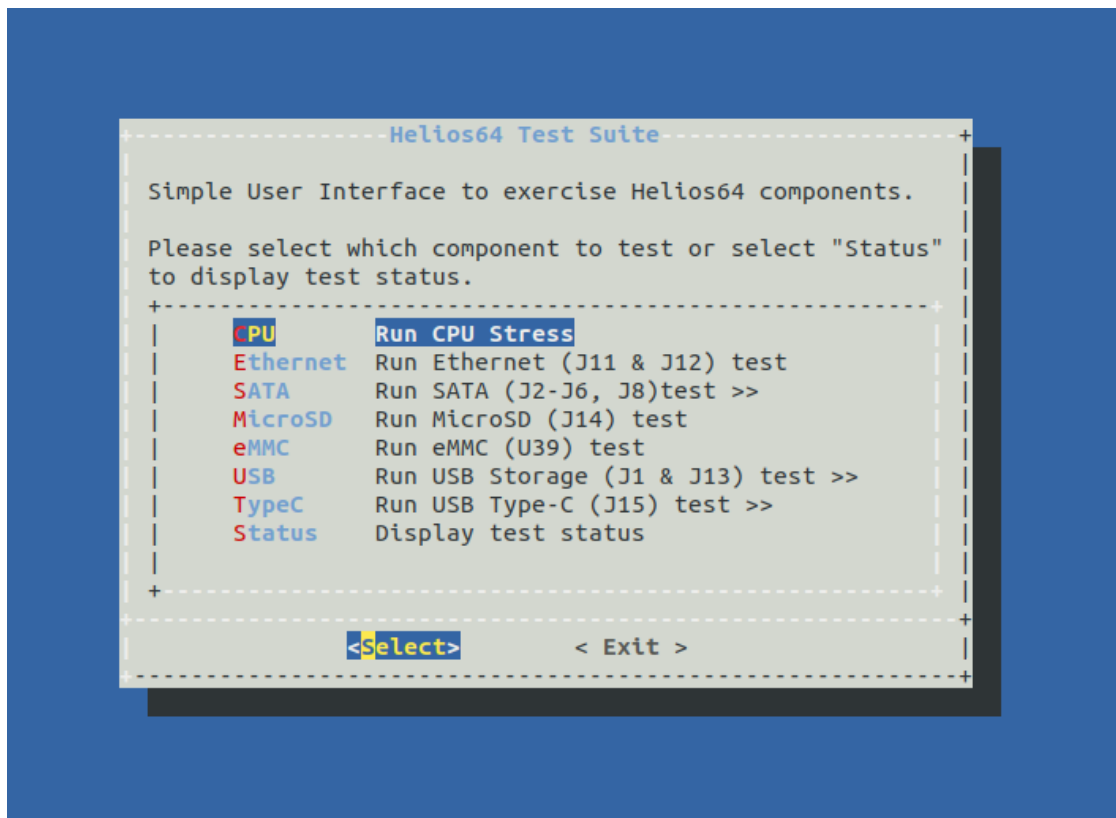 Helios64 Test Suite
Simple User Interface to exercise Helios64 components.
Please select which component to test or select "Status"
to display test status.
CPU Run CPU Stress
Ethernet Run Ethernet (J11 & J12) test
SATA Run SATA (J2-J6, J8)test >>
MicroSD Run MicroSD (J14) test
eMMC Run eMMC (U39) test
USB Run USB Storage (J1 & J13) test >>
TypeC Run USB Type-C (J15) test >>
Status Display test status
<Select> < Exit >